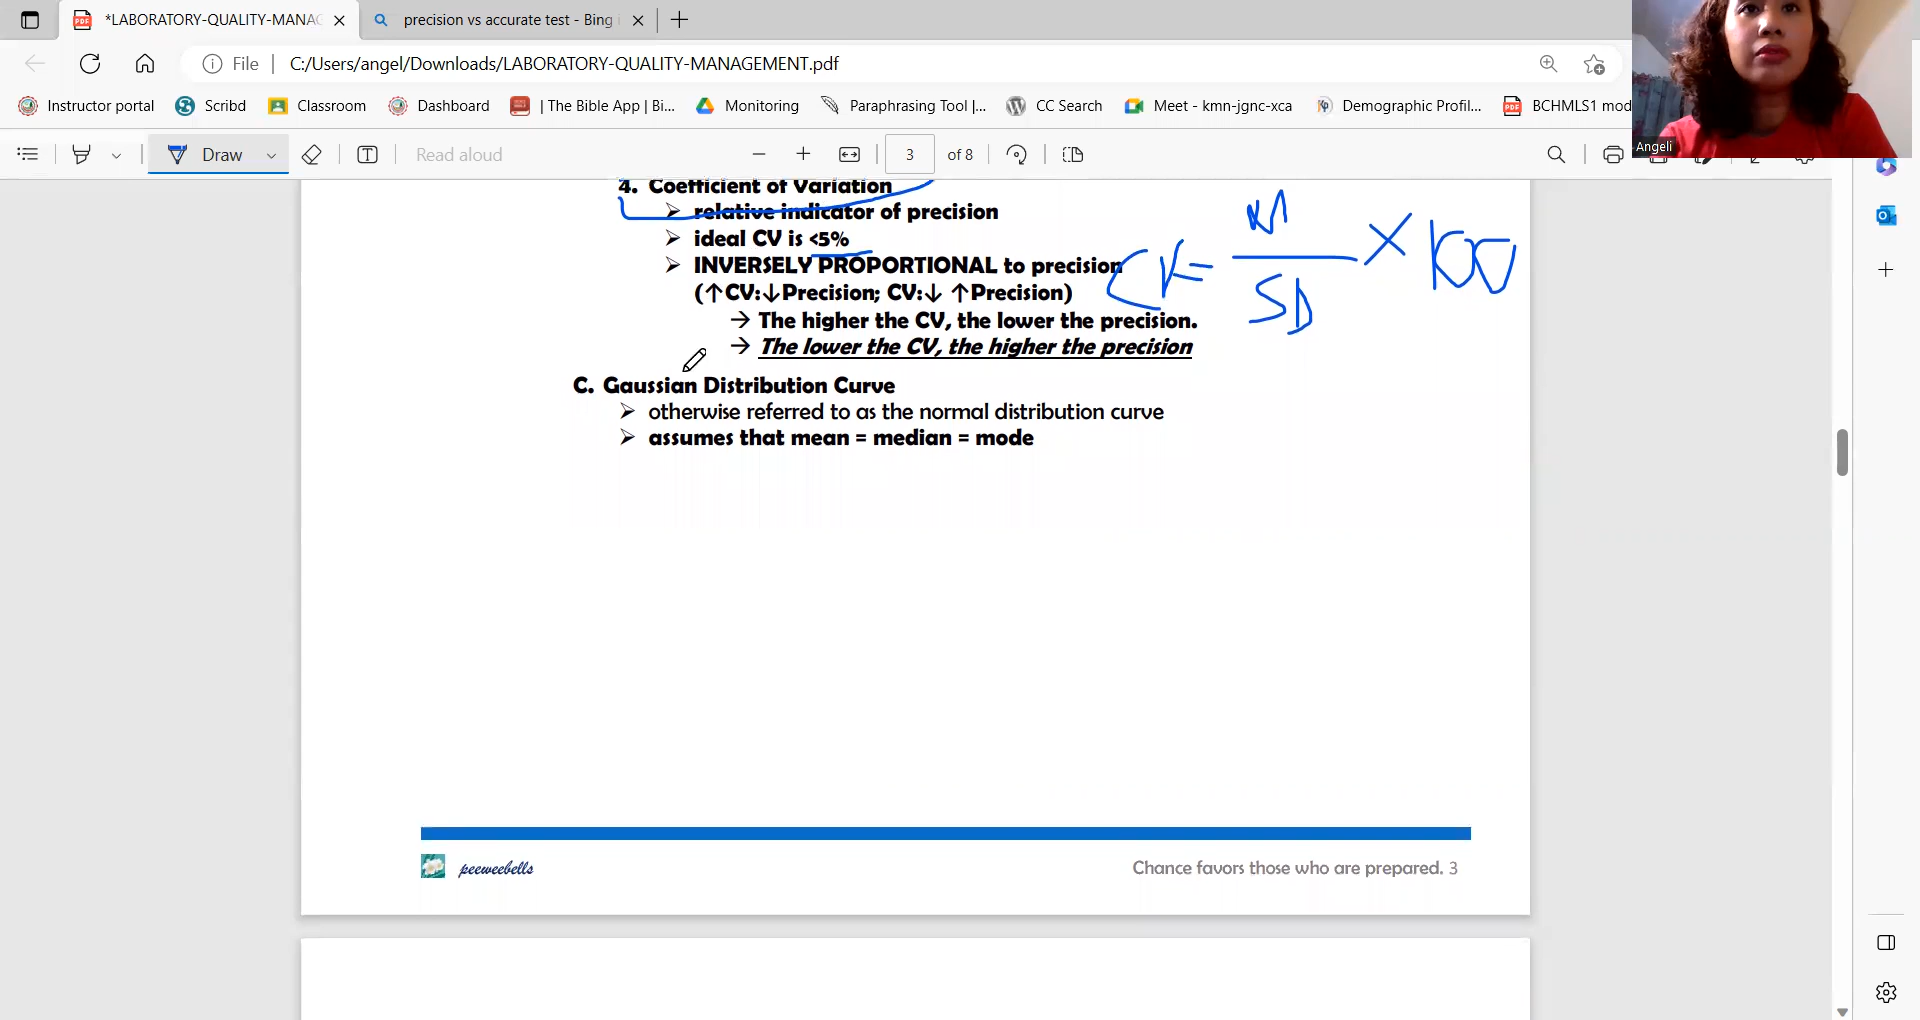 *LABORATORY-QUALITY-MANA
precision vs accurate test - Bing i
File
C:/Users/angel/Downloads/LABORATORY-QUALITY-MANAGEMENT.pdf
Instructor portal
Scribd
Classroom
Dashboard
| The Bible App | Bi...
Monitoring
Paraphrasing Tool |...
CC Search
Meet - kmn-jgnc-xca
Demographic Profil...
BCHMLS1 mod
Draw
Read aloud
3 of 8
Angeli
4. Coefficient of Variation
➢ relative indicator of precision
➢ ideal CV is <5%
➢ INVERSELY PROPORTIONAL to precision
(↑CV:↓Precision; CV:↓ ↑Precision)
→ The higher the CV, the lower the precision.
→ The lower the CV, the higher the precision
CV =
M
SD
× 100
C. Gaussian Distribution Curve
➢ otherwise referred to as the normal distribution curve
➢ assumes that mean = median = mode
peeweebells
Chance favors those who are prepared. 3